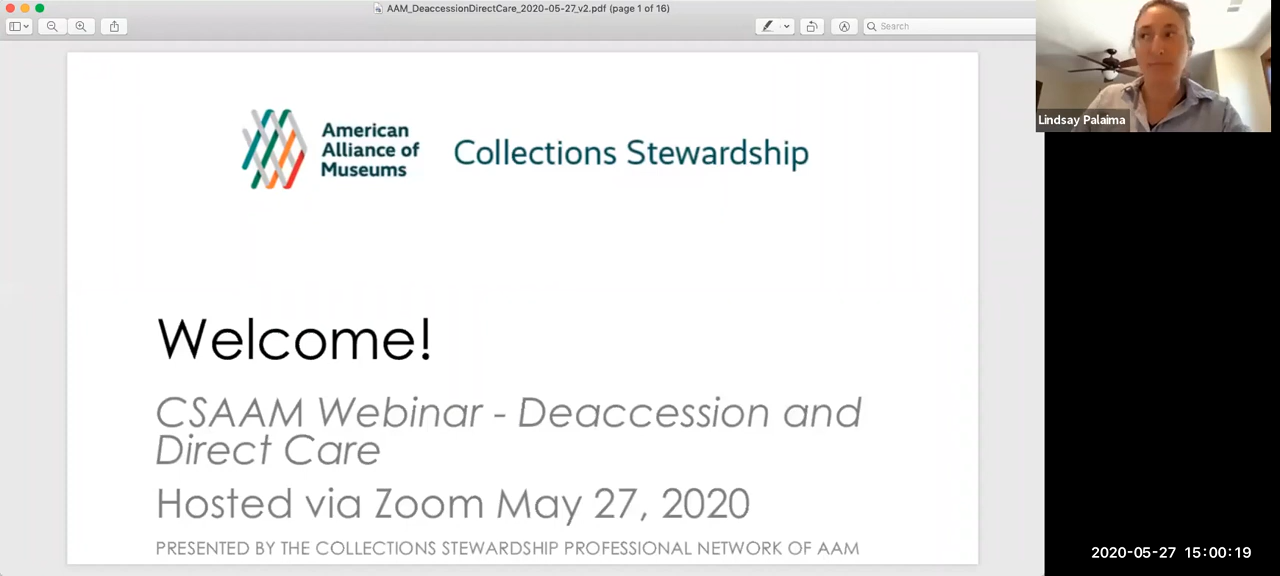 AAM_DeaccessionDirectCare_2020-05-27_v2.pdf (page 1 of 16)
Search
Lindsay Palaima
American
Alliance of
Museums
Collections Stewardship
Welcome!
CSAAM Webinar - Deaccession and
Direct Care
Hosted via Zoom May 27, 2020
PRESENTED BY THE COLLECTIONS STEWARDSHIP PROFESSIONAL NETWORK OF AAM
2020-05-27 15:00:19